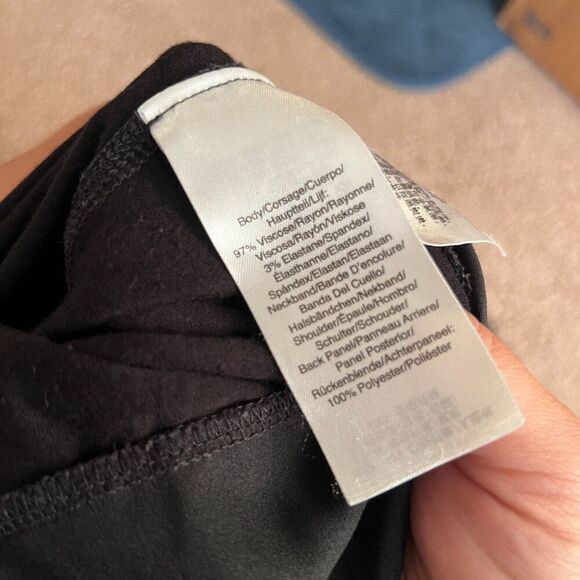 Body/Corsage/Cuerpo/
Hauptteil/Lijf:
97% Viscose/Rayon/Rayonne/
Viscosa/Rayón/Viskose
3% Elastane/Spandex/
Élasthanne/Elastano/
Spándex/Elastan/Elastaan
Neckband/Bande D'encolure/
Banda Del Cuello/
Halsbändchen/Nekband/
Shoulder/Épaule/Hombro/
Schulter/Schouder/
Back Panel/Panneau Arriere/
Panel Posterior/
Rückenblende/Achterpaneel:
100% Polyester/Poliéster